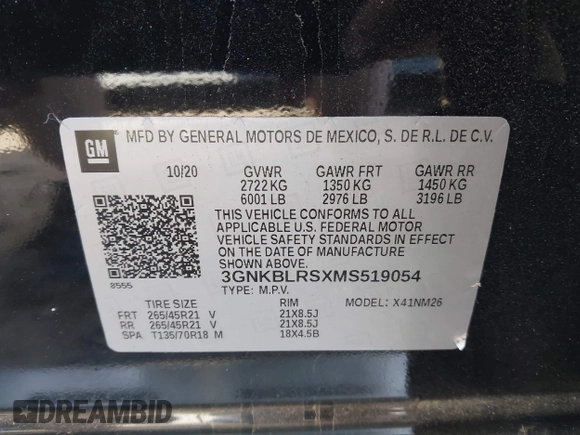 GM
MFD BY GENERAL MOTORS DE MEXICO, S. DE R.L. DE C.V.
10/20 GVWR GAWR FRT GAWR RR
2722 KG 1350 KG 1450 KG
6001 LB 2976 LB 3196 LB
THIS VEHICLE CONFORMS TO ALL
APPLICABLE U.S. FEDERAL MOTOR
VEHICLE SAFETY STANDARDS IN EFFECT
ON THE DATE OF MANUFACTURE
SHOWN ABOVE.
3GNKBLRSXMS519054
8555
TYPE: M.P.V. MODEL: X41NM26
TIRE SIZE RIM
FRT 265/45R21 V 21X8.5J
RR 265/45R21 V 21X8.5J
SPA T135/70R18 M 18X4.5B
DREAMBID